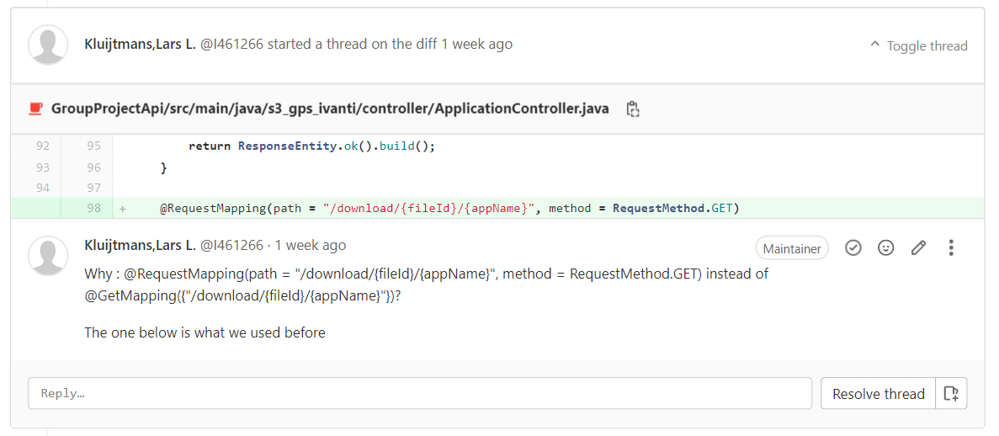 Kluijtmans,Lars L. @I461266 started a thread on the diff 1 week ago
Toggle thread
GroupProjectApi/src/main/java/s3_gps_ivanti/controller/ApplicationController.java
92 95 return ResponseEntity.ok().build();
93 96 }
94 97
98 + @RequestMapping(path = "/download/{fileId}/{appName}", method = RequestMethod.GET)
Kluijtmans,Lars L. @I461266 · 1 week ago
Maintainer
Why : @RequestMapping(path = "/download/{fileId}/{appName}", method = RequestMethod.GET) instead of
@GetMapping({"/download/{fileId}/{appName}"})?
The one below is what we used before
Reply…
Resolve thread